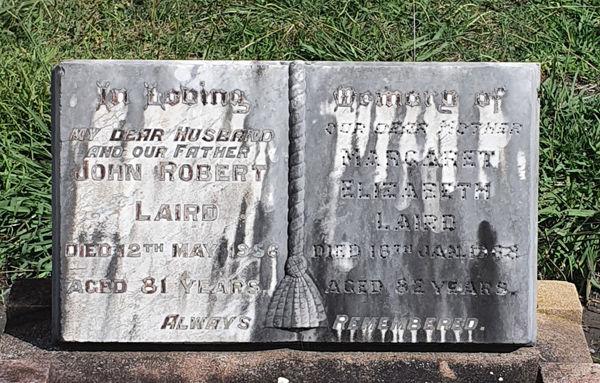 In Loving
MY DEAR HUSBAND
AND OUR FATHER
JOHN ROBERT
LAIRD
DIED 12TH MAY 1956
AGED 81 YEARS.
Memory of
OUR DEAR MOTHER
MARGARET
ELIZABETH
LAIRD
DIED 16TH JAN.
AGED 82 YEARS.
ALWAYS REMEMBERED.